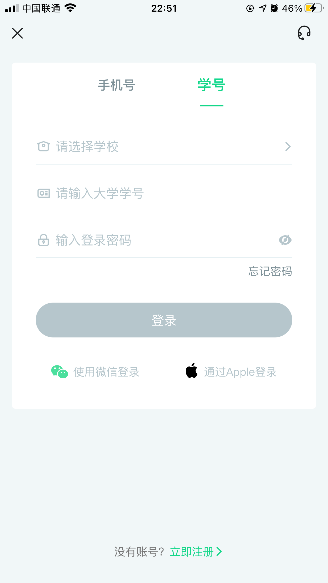 中国联通 22:51 46%
手机号 学号
请选择学校
请输入大学学号
输入登录密码
忘记密码
登录
使用微信登录 通过Apple登录
没有账号？立即注册